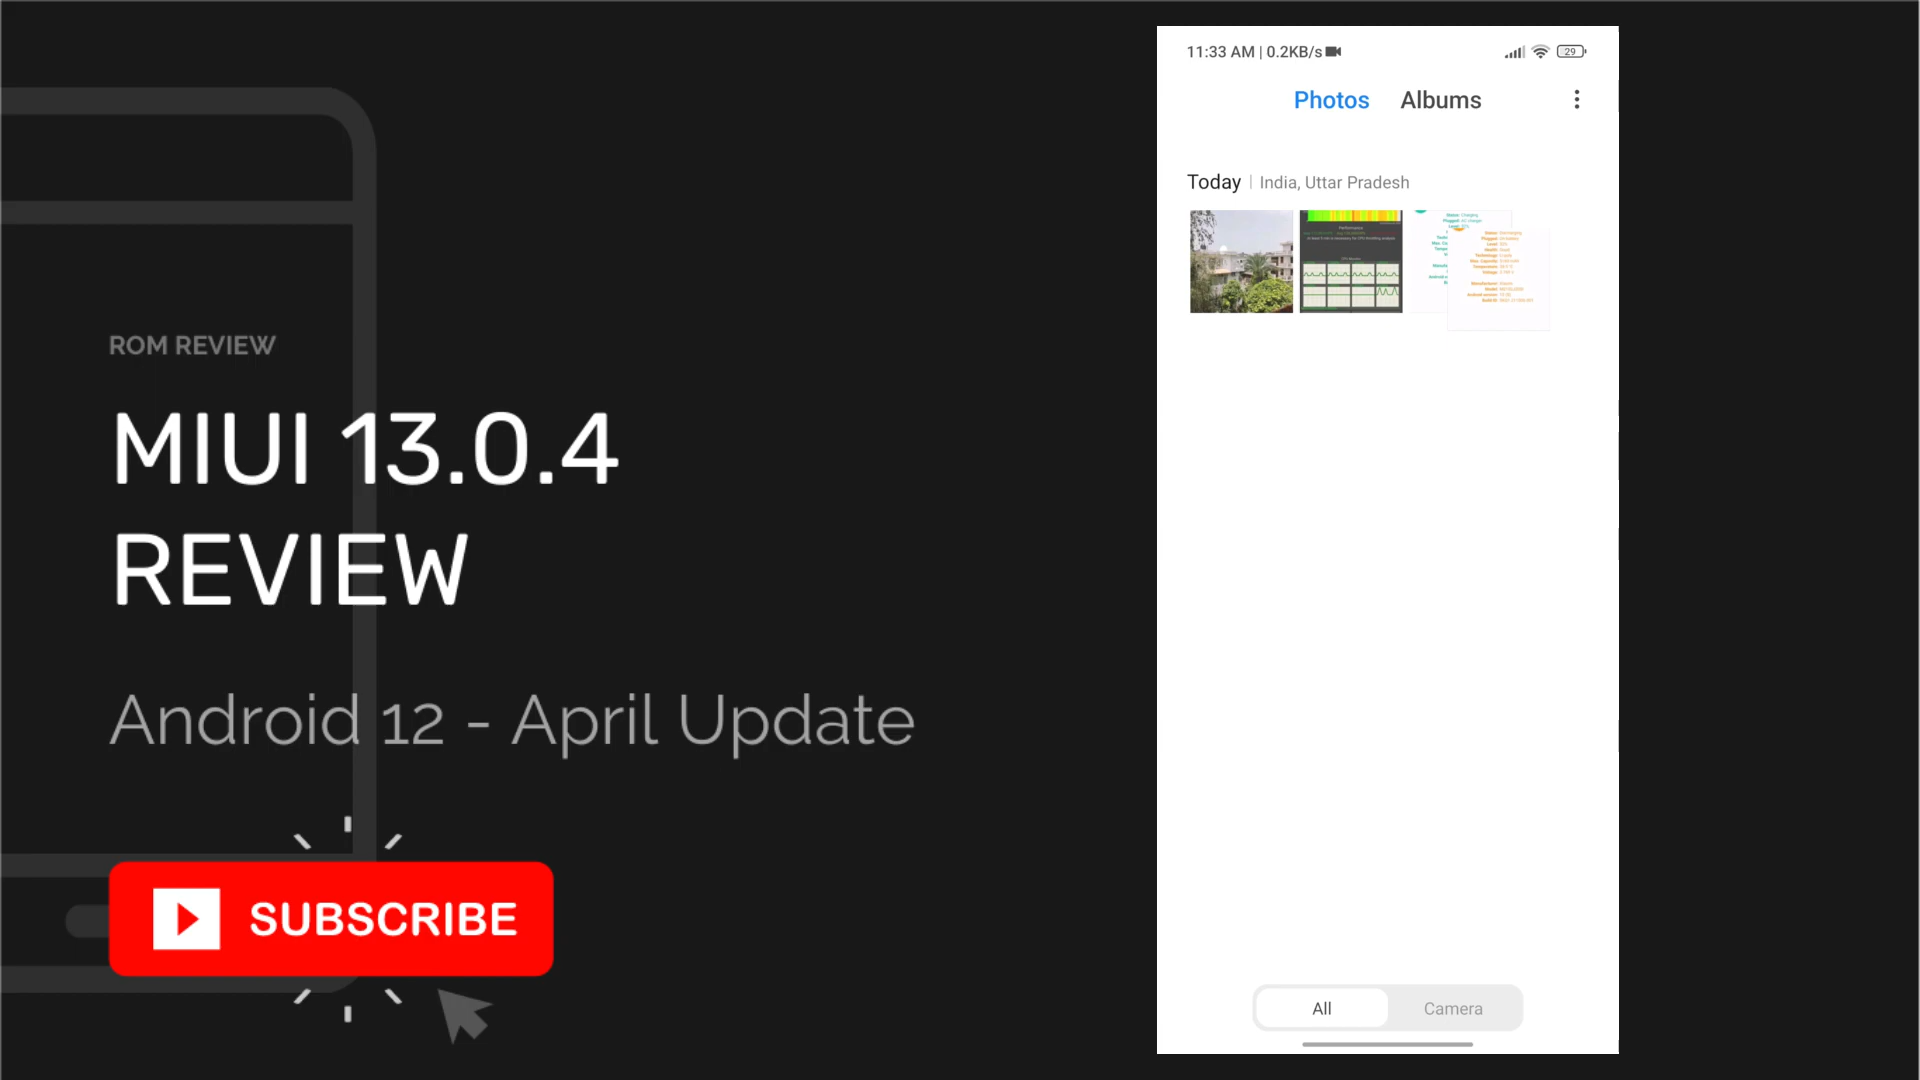 ROM REVIEW
MIUI 13.0.4
REVIEW
Android 12 - April Update
SUBSCRIBE
11:33 AM | 0.2KB/s
29
Photos Albums
Today | India, Uttar Pradesh
Performance
All Camera